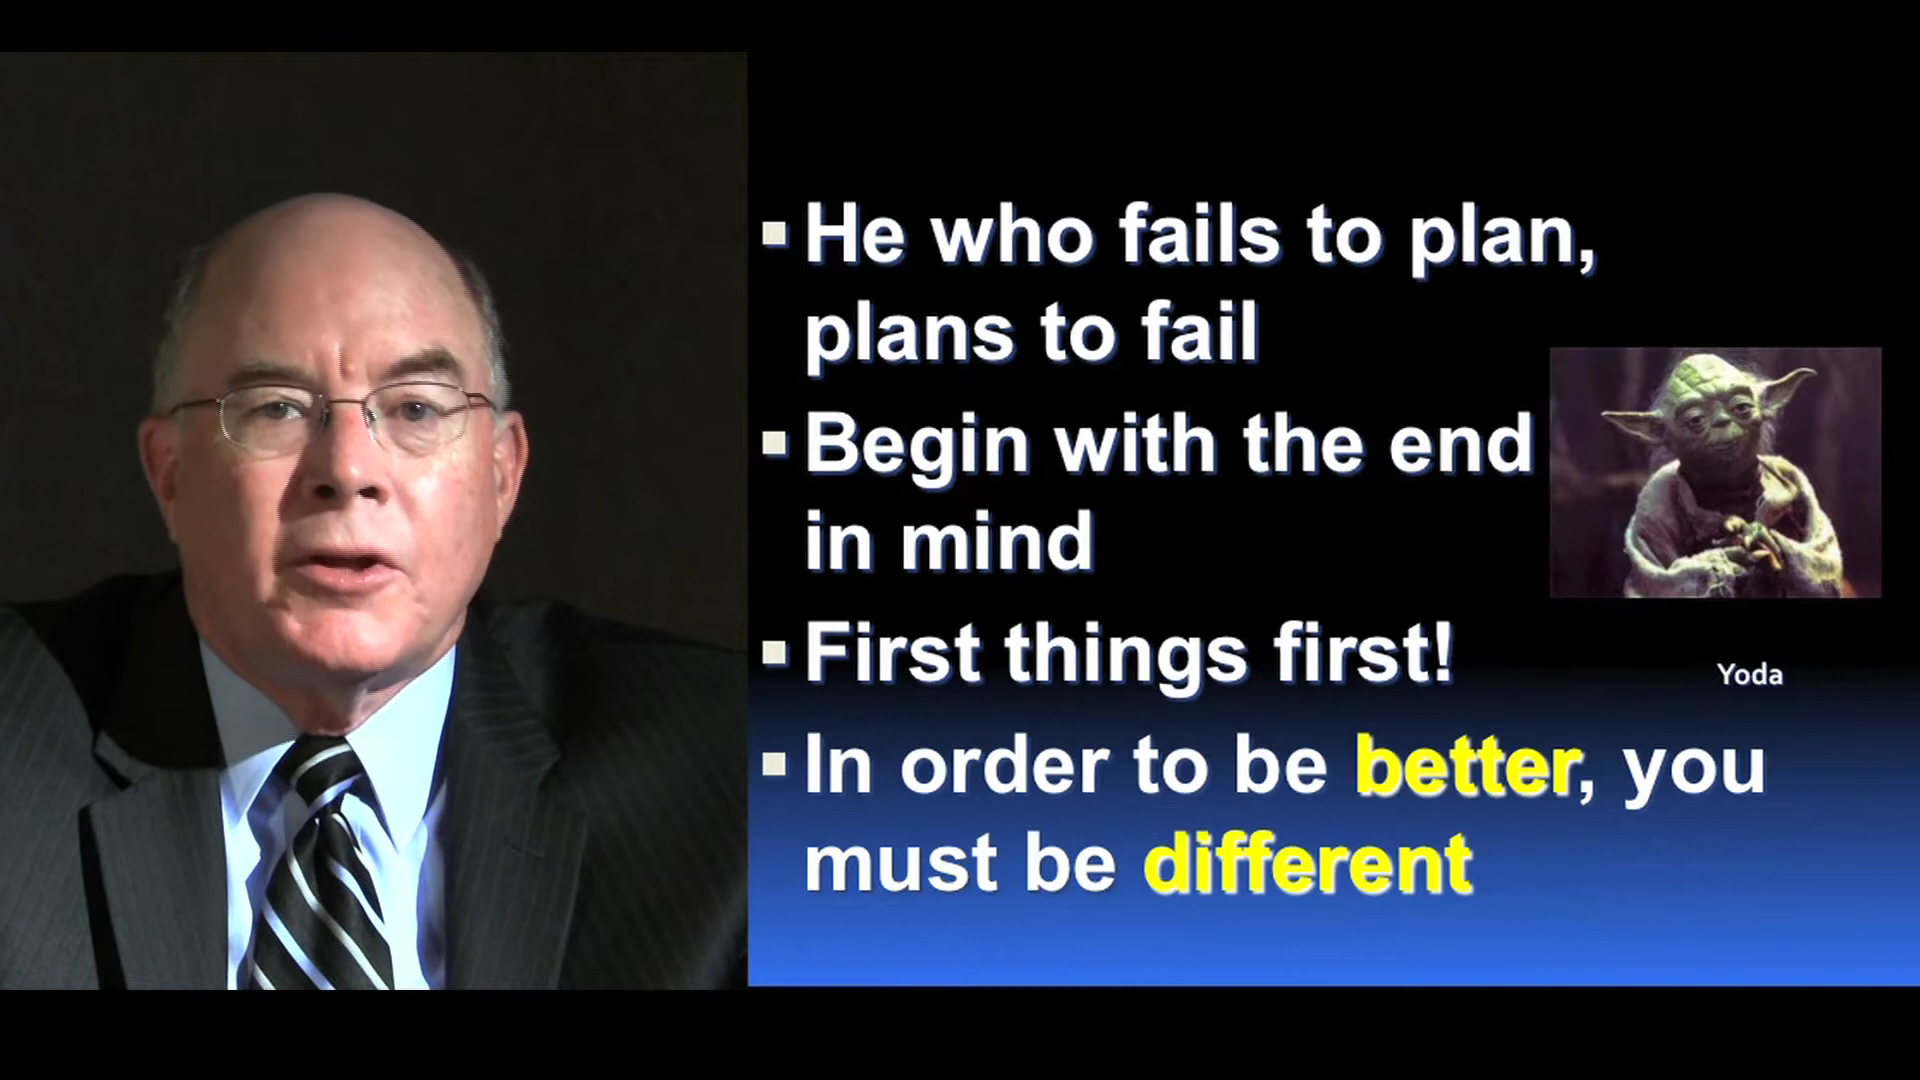 He who fails to plan,
plans to fail
Begin with the end
in mind
First things first!
Yoda
In order to be better, you
must be different